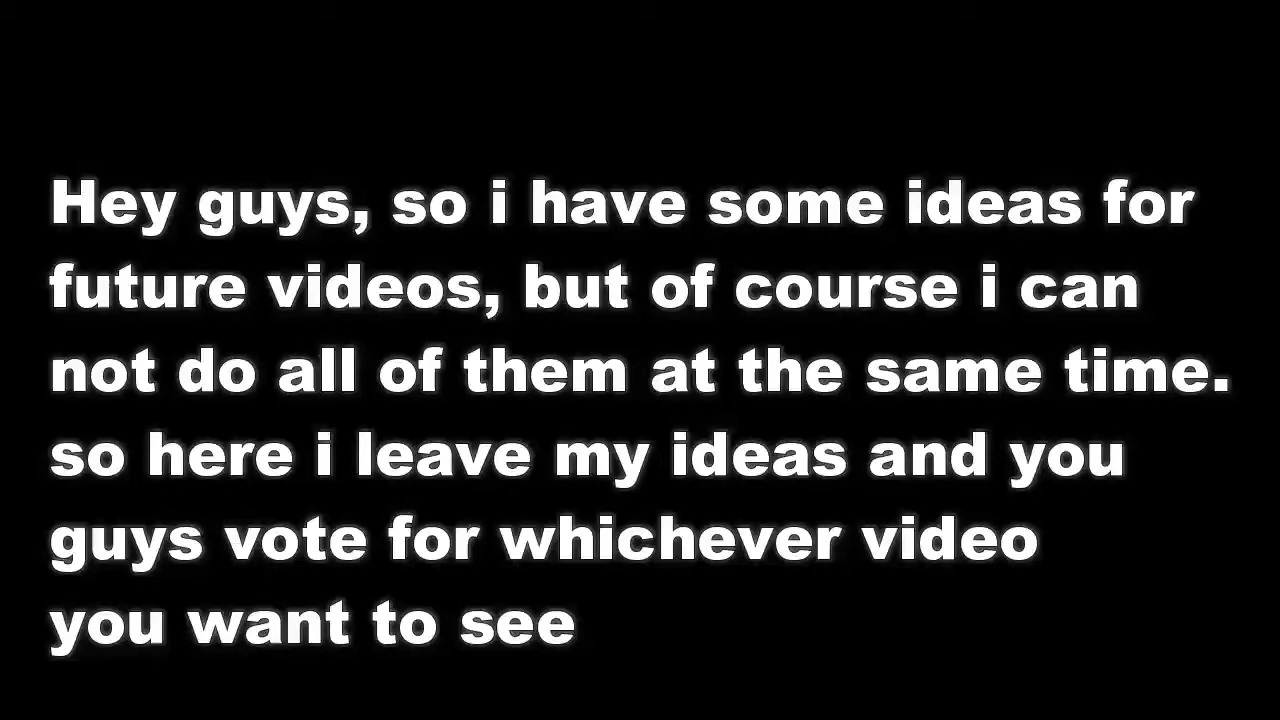 Hey guys, so i have some ideas for
future videos, but of course i can
not do all of them at the same time.
so here i leave my ideas and you
guys vote for whichever video
you want to see